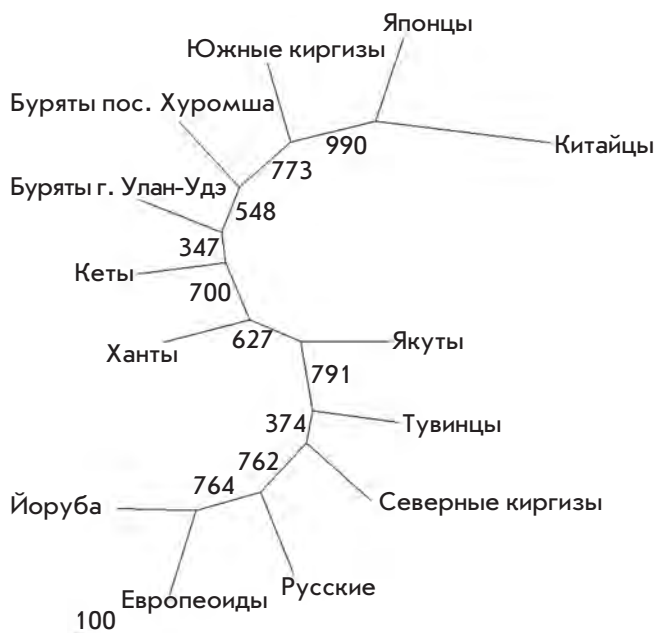 Японцы
Южные киргизы
Буряты пос. Хуромша
990
Китайцы
773
Буряты г. Улан-Удэ
548
347
Кеты
700
Ханты
627
Якуты
791
374
Тувинцы
762
764
Северные киргизы
Йоруба
Русские
Европеоиды
100